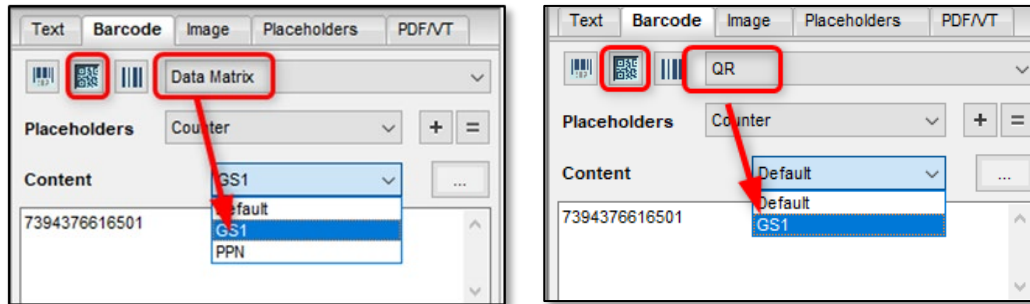 Text Barcode Image Placeholders PDF/VT
Data Matrix
Placeholders Counter + =
Content GS1 ...
Default
7394376616501
GS1
PPN
Text Barcode Image Placeholders PDF/VT
QR
Placeholders Counter + =
Content Default ...
Default
7394376616501
GS1